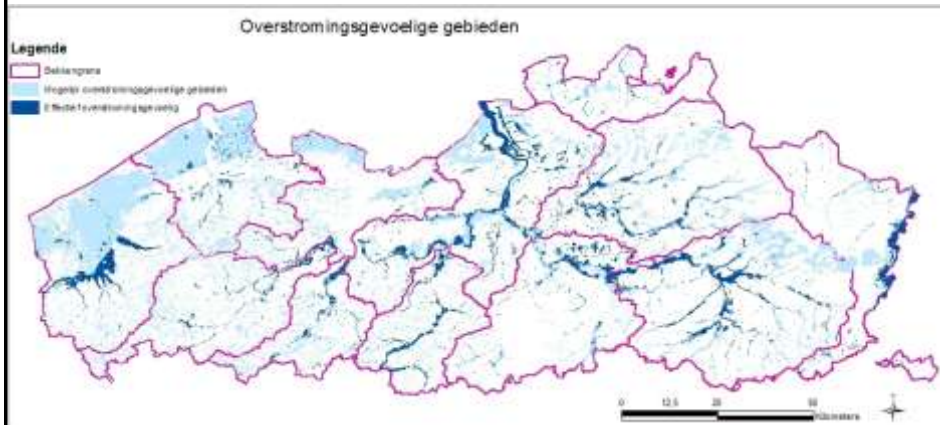 Overstromingsgevoelige gebieden
Legende
Bekkengrens
Mogelijk overstromingsgevoelige gebieden
Effectief overstromingsgevoelig
0 12,5 25 50
Kilometers